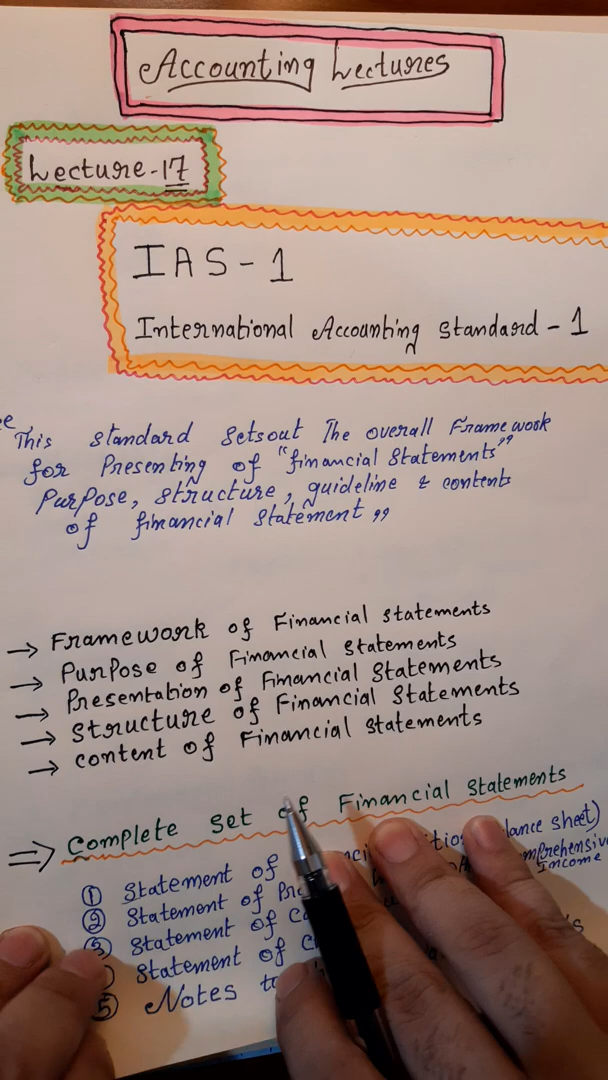 Accounting Lectures
Lecture-17
IAS-1
International Accounting Standard-1
This standard setsout The overall Framework
for Presenting of "financial Statements"
Purpose, structure, guideline & contents
of financial statement"
→ Framework of Financial statements
→ Purpose of Financial Statements
→ Presentation of Financial Statements
→ Structure of Financial Statements
→ content of Financial statements
⇒ Complete set of Financial Statements
① Statement of lance sheet)
② Statement of Pro mprehensive Income
③ Statement of C
Statement of C
⑤ Notes to